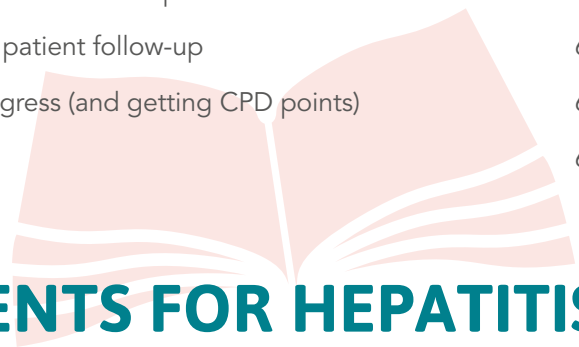 patient follow-up
gress (and getting CPD points)
ENTS FOR HEPATITIS